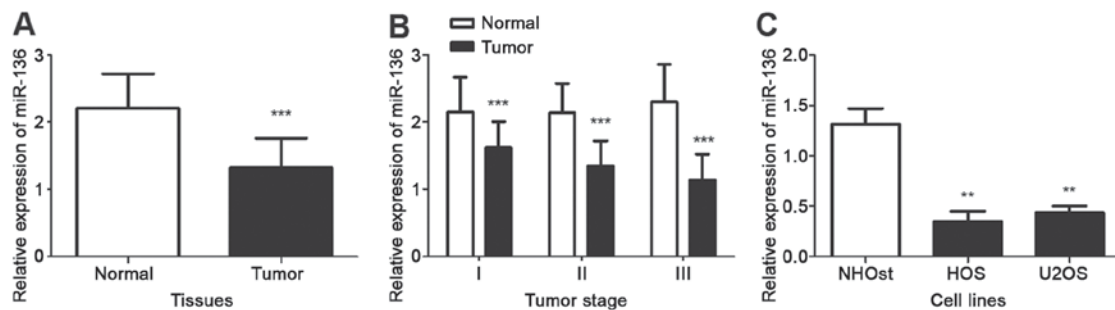 A
Relative expression of miR-136
3
2
1
0
***
Normal
Tumor
Tissues
B
Normal
Tumor
Relative expression of miR-136
3
2
1
0
***
***
***
I
II
III
Tumor stage
C
Relative expression of miR-136
2.0
1.5
1.0
0.5
0.0
**
**
NHOst
HOS
U2OS
Cell lines